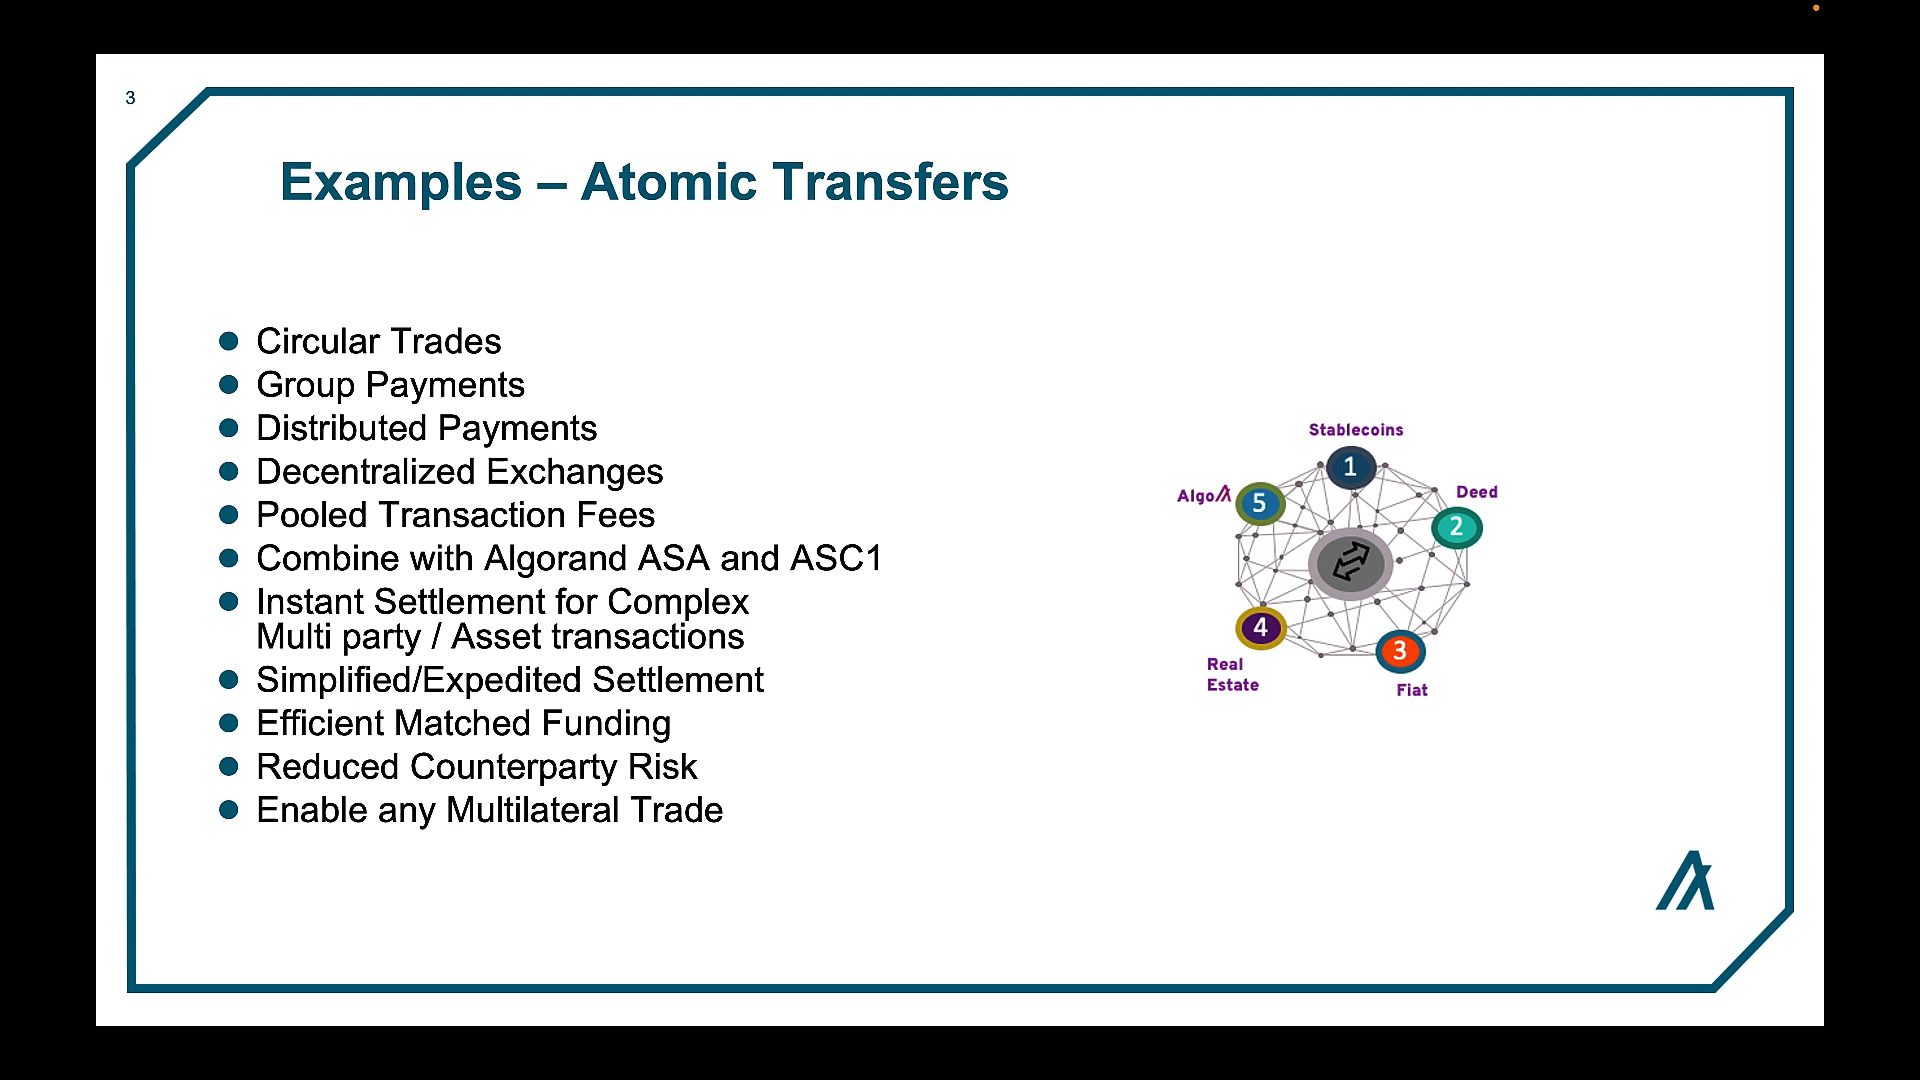 3
Examples – Atomic Transfers
Circular Trades
Group Payments
Distributed Payments
Decentralized Exchanges
Pooled Transaction Fees
Combine with Algorand ASA and ASC1
Instant Settlement for Complex
Multi party / Asset transactions
Simplified/Expedited Settlement
Efficient Matched Funding
Reduced Counterparty Risk
Enable any Multilateral Trade
Stablecoins
1
Deed
2
Algo
5
4
Real
Estate
3
Fiat